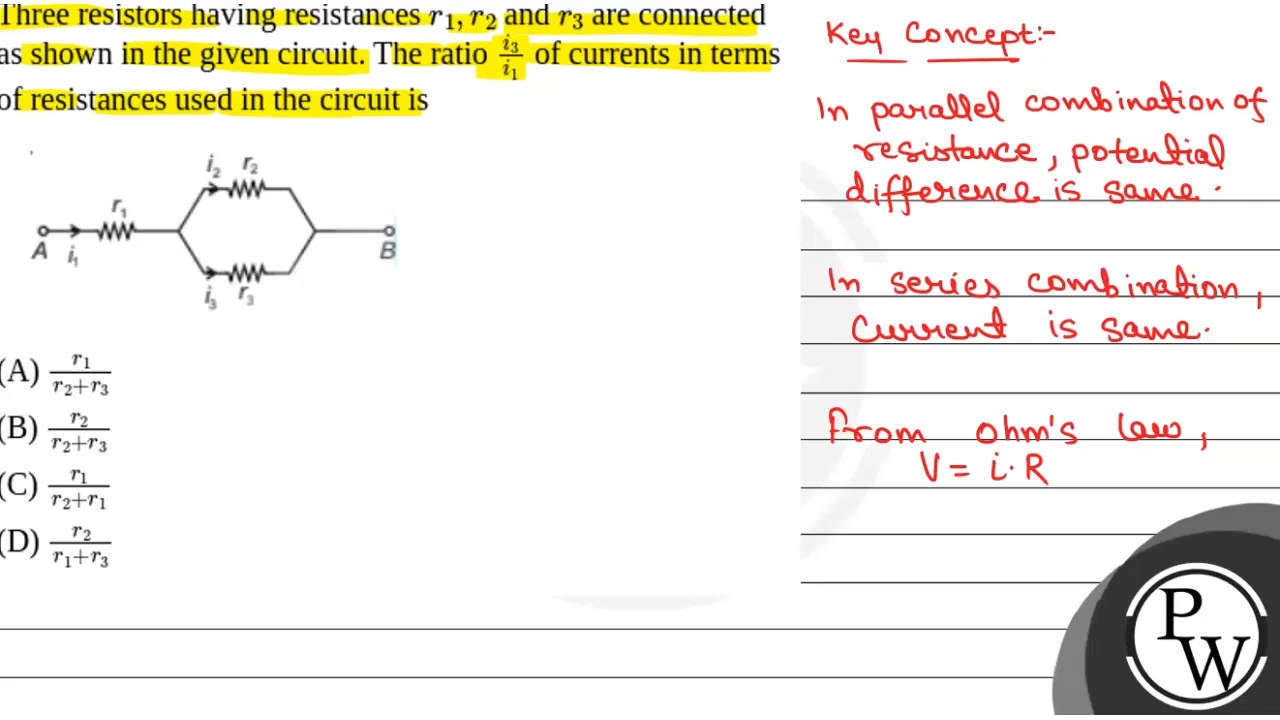 Three resistors having resistances r₁, r₂ and r₃ are connected
as shown in the given circuit. The ratio i₃/i₁ of currents in terms
of resistances used in the circuit is
i₂ r₂
r₁
A i₁
B
i₃ r₃
(A) r₁/(r₂+r₃)
(B) r₂/(r₂+r₃)
(C) r₁/(r₂+r₁)
(D) r₂/(r₁+r₃)
Key Concept:-
In parallel combination of
resistance, potential
difference is same.
In series combination,
Current is same.
From ohm's law,
V = i·R
P
W